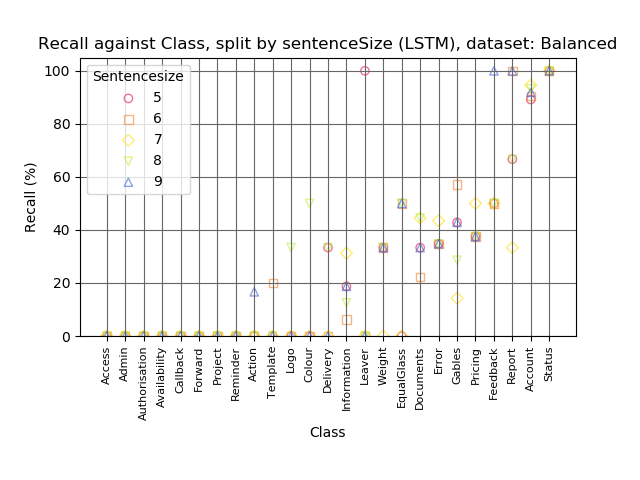 Recall against Class, split by sentenceSize (LSTM), dataset: Balanced
Sentencesize
5
6
7
8
9
Recall (%)
100
80
60
40
20
0
Access
Admin
Authorisation
Availability
Callback
Forward
Project
Reminder
Action
Template
Logo
Colour
Delivery
Information
Leaver
Weight
EqualGlass
Documents
Error
Gables
Pricing
Feedback
Report
Account
Status
Class